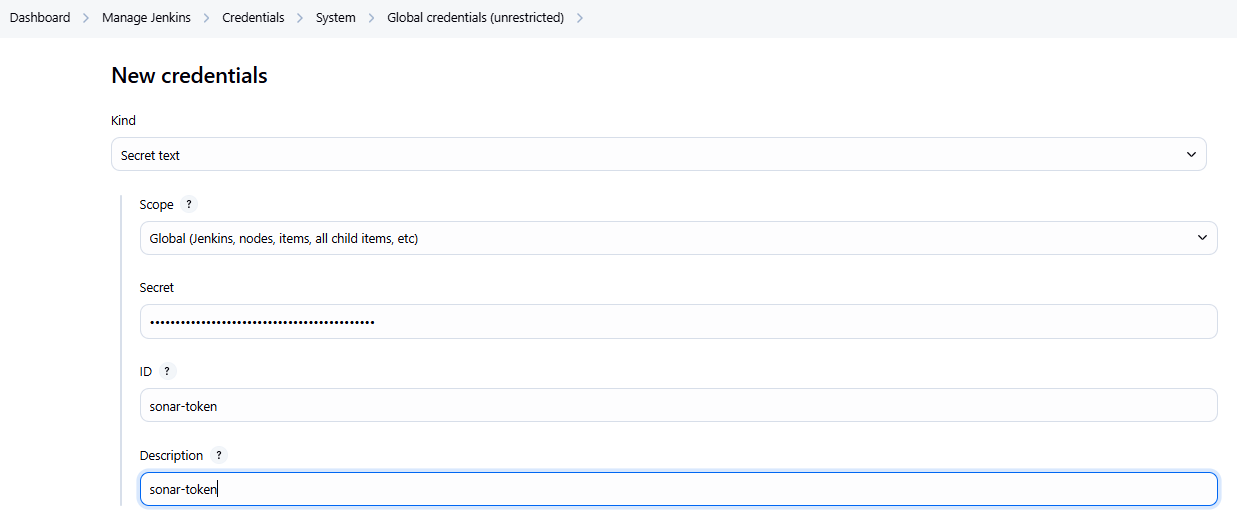 Dashboard > Manage Jenkins > Credentials > System > Global credentials (unrestricted) >
New credentials
Kind
Secret text
Scope ?
Global (Jenkins, nodes, items, all child items, etc)
Secret
••••••••••••••••••••••••••••••••••••••••••••
ID ?
sonar-token
Description ?
sonar-token